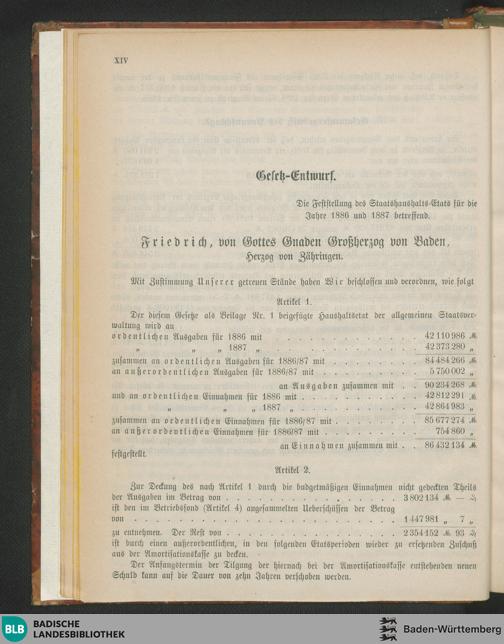 XIV
Gesetz-Entwurf.
Die Feststellung des Staatshaushalts-Etats für die
Jahre 1886 und 1887 betreffend.
Friedrich, von Gottes Gnaden Großherzog von Baden,
Herzog von Zähringen.
Mit Zustimmung Unserer getreuen Stände haben Wir beschlossen und verordnen, wie folgt
Artikel 1.
Der diesem Gesetze als Beilage Nr. 1 beigefügte Haushaltsetat der allgemeinen Staatsver-
waltung wird an
ordentlichen Ausgaben für 1886 mit . . . 42 110 986 ℳ
„ „ „ 1887 „ . . . 42 373 280 „
zusammen an ordentlichen Ausgaben für 1886/87 mit . . . 84 484 266 ℳ
an außerordentlichen Ausgaben für 1886/87 mit . . . 5 750 002 „
an Ausgaben zusammen mit . . 90 234 268 ℳ
und an ordentlichen Einnahmen für 1886 mit . . . 42 812 291 ℳ
„ „ „ 1887 „ . . . 42 864 983 „
zusammen an ordentlichen Einnahmen für 1886/87 mit . . . 85 677 274 ℳ
an außerordentlichen Einnahmen für 1886/87 mit . . . 754 860 „
an Einnahmen zusammen mit . . 86 432 134 ℳ
festgestellt.
Artikel 2.
Zur Deckung des nach Artikel 1 durch die budgetmäßigen Einnahmen nicht gedeckten Theils
der Ausgaben im Betrag von . . . 3 802 134 ℳ — ₰
ist den im Betriebsfond (Artikel 4) angesammelten Ueberschüssen der Betrag
von . . . 1 447 981 „ 7 „
zu entnehmen. Der Rest von . . . 2 354 152 ℳ 93 ₰
ist durch einen außerordentlichen, in den folgenden Etatsperioden wieder zu ersetzenden Zuschuß
aus der Amortisationskasse zu decken.
Der Anfangstermin der Tilgung der hiernach bei der Amortisationskasse entstehenden neuen
Schuld kann auf die Dauer von zehn Jahren verschoben werden.
BLB
BADISCHE
LANDESBIBLIOTHEK
Baden-Württemberg